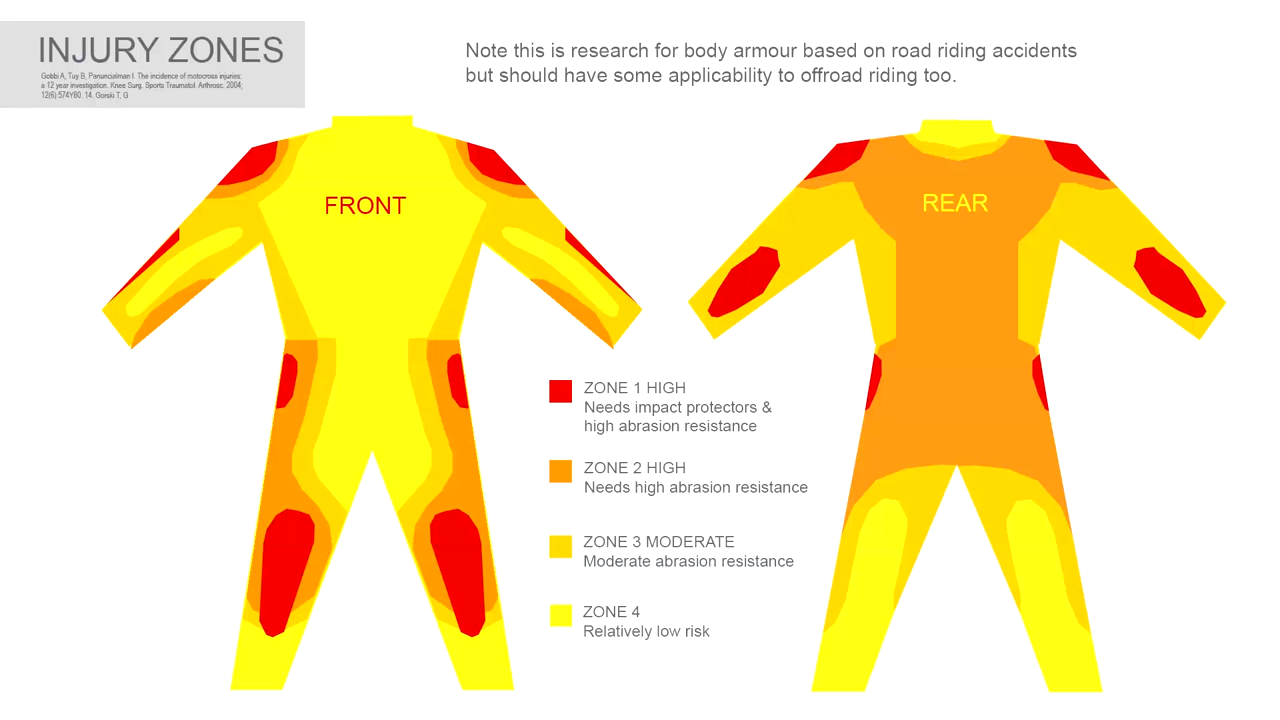 INJURY ZONES
Gobbi A, Tuy B, Panuncialman I. The incidence of motocross injuries:
a 12 year investigation. Knee Surg. Sports Traumatol. Arthrosc. 2004;
12(6):574Y80. 14. Gorski T, G
Note this is research for body armour based on road riding accidents
but should have some applicability to offroad riding too.
FRONT
REAR
ZONE 1 HIGH
Needs impact protectors &
high abrasion resistance
ZONE 2 HIGH
Needs high abrasion resistance
ZONE 3 MODERATE
Moderate abrasion resistance
ZONE 4
Relatively low risk